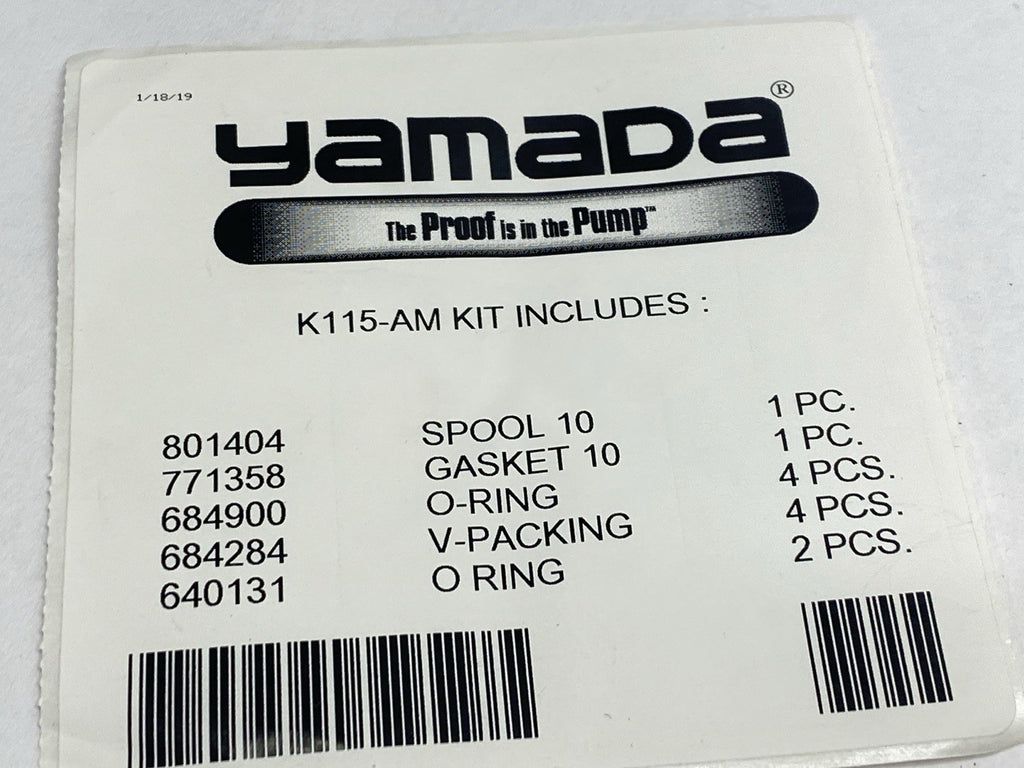 1/18/19
yamaDa®
The Proof is in the Pump™
K115-AM KIT INCLUDES :
801404 SPOOL 10 1 PC.
771358 GASKET 10 1 PC.
684900 O-RING 4 PCS.
684284 V-PACKING 4 PCS.
640131 O RING 2 PCS.